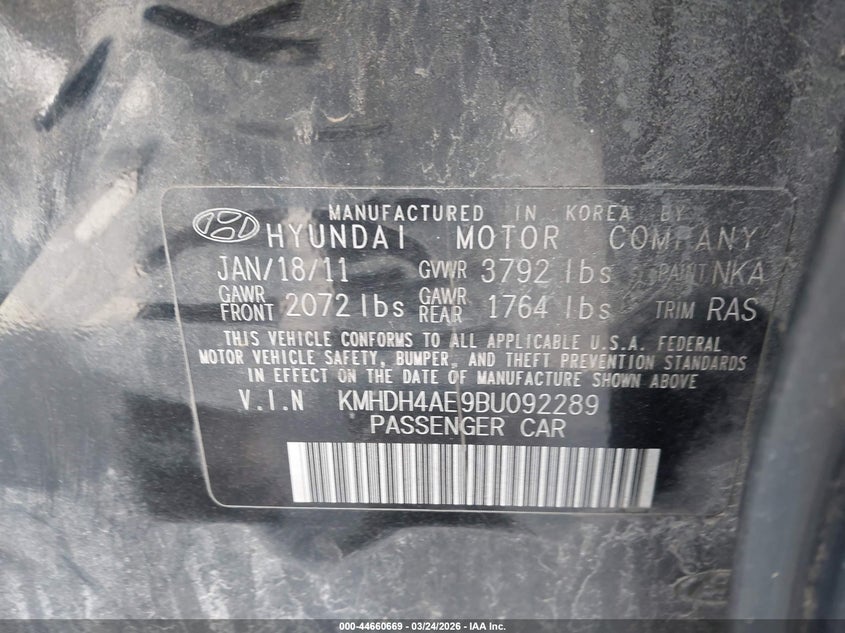 MANUFACTURED IN KOREA BY
HYUNDAI MOTOR COMPANY
JAN/18/11 GVWR 3792 lbs PAINT NKA
GAWR FRONT 2072 lbs GAWR REAR 1764 lbs TRIM RAS
THIS VEHICLE CONFORMS TO ALL APPLICABLE U.S.A. FEDERAL
MOTOR VEHICLE SAFETY, BUMPER, AND THEFT PREVENTION STANDARDS
IN EFFECT ON THE DATE OF MANUFACTURE SHOWN ABOVE
V.I.N KMHDH4AE9BU092289
PASSENGER CAR
000-44660669 - 03/24/2026 - IAA Inc.